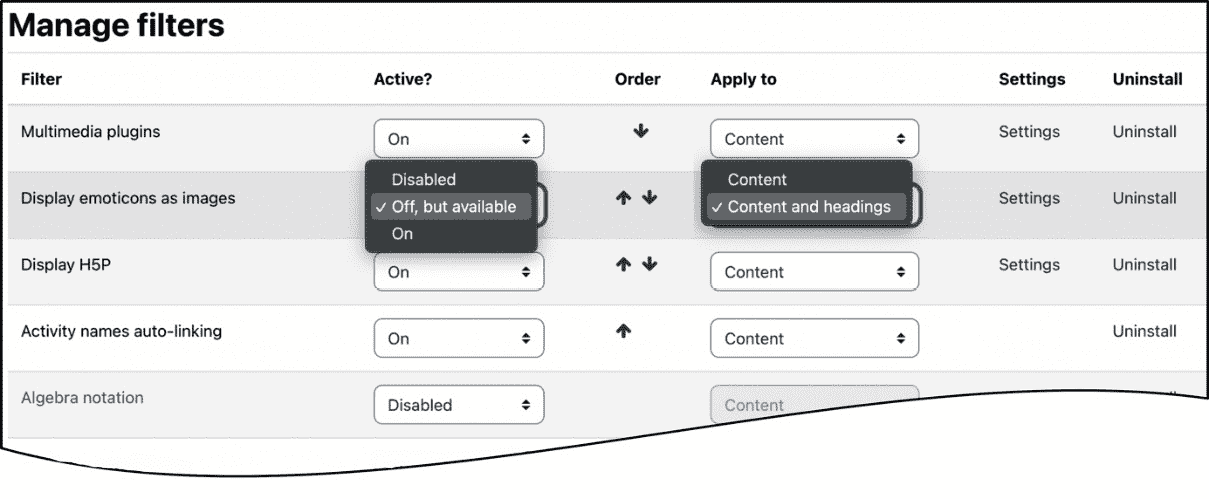 Manage filters
Filter Active? Order Apply to Settings Uninstall
Multimedia plugins On Content Settings Uninstall
Disabled Content
Display emoticons as images ✓ Off, but available ✓ Content and headings Settings Uninstall
On
Display H5P On Content Settings Uninstall
Activity names auto-linking On Content Uninstall
Algebra notation Disabled Content